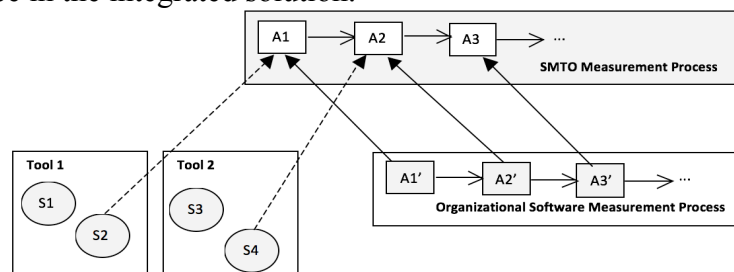 in the integrated solution.
A1 A2 A3 ...
SMTO Measurement Process
Tool 1 Tool 2
S1 S3
S2 S4
A1’ A2’ A3’ ...
Organizational Software Measurement Process